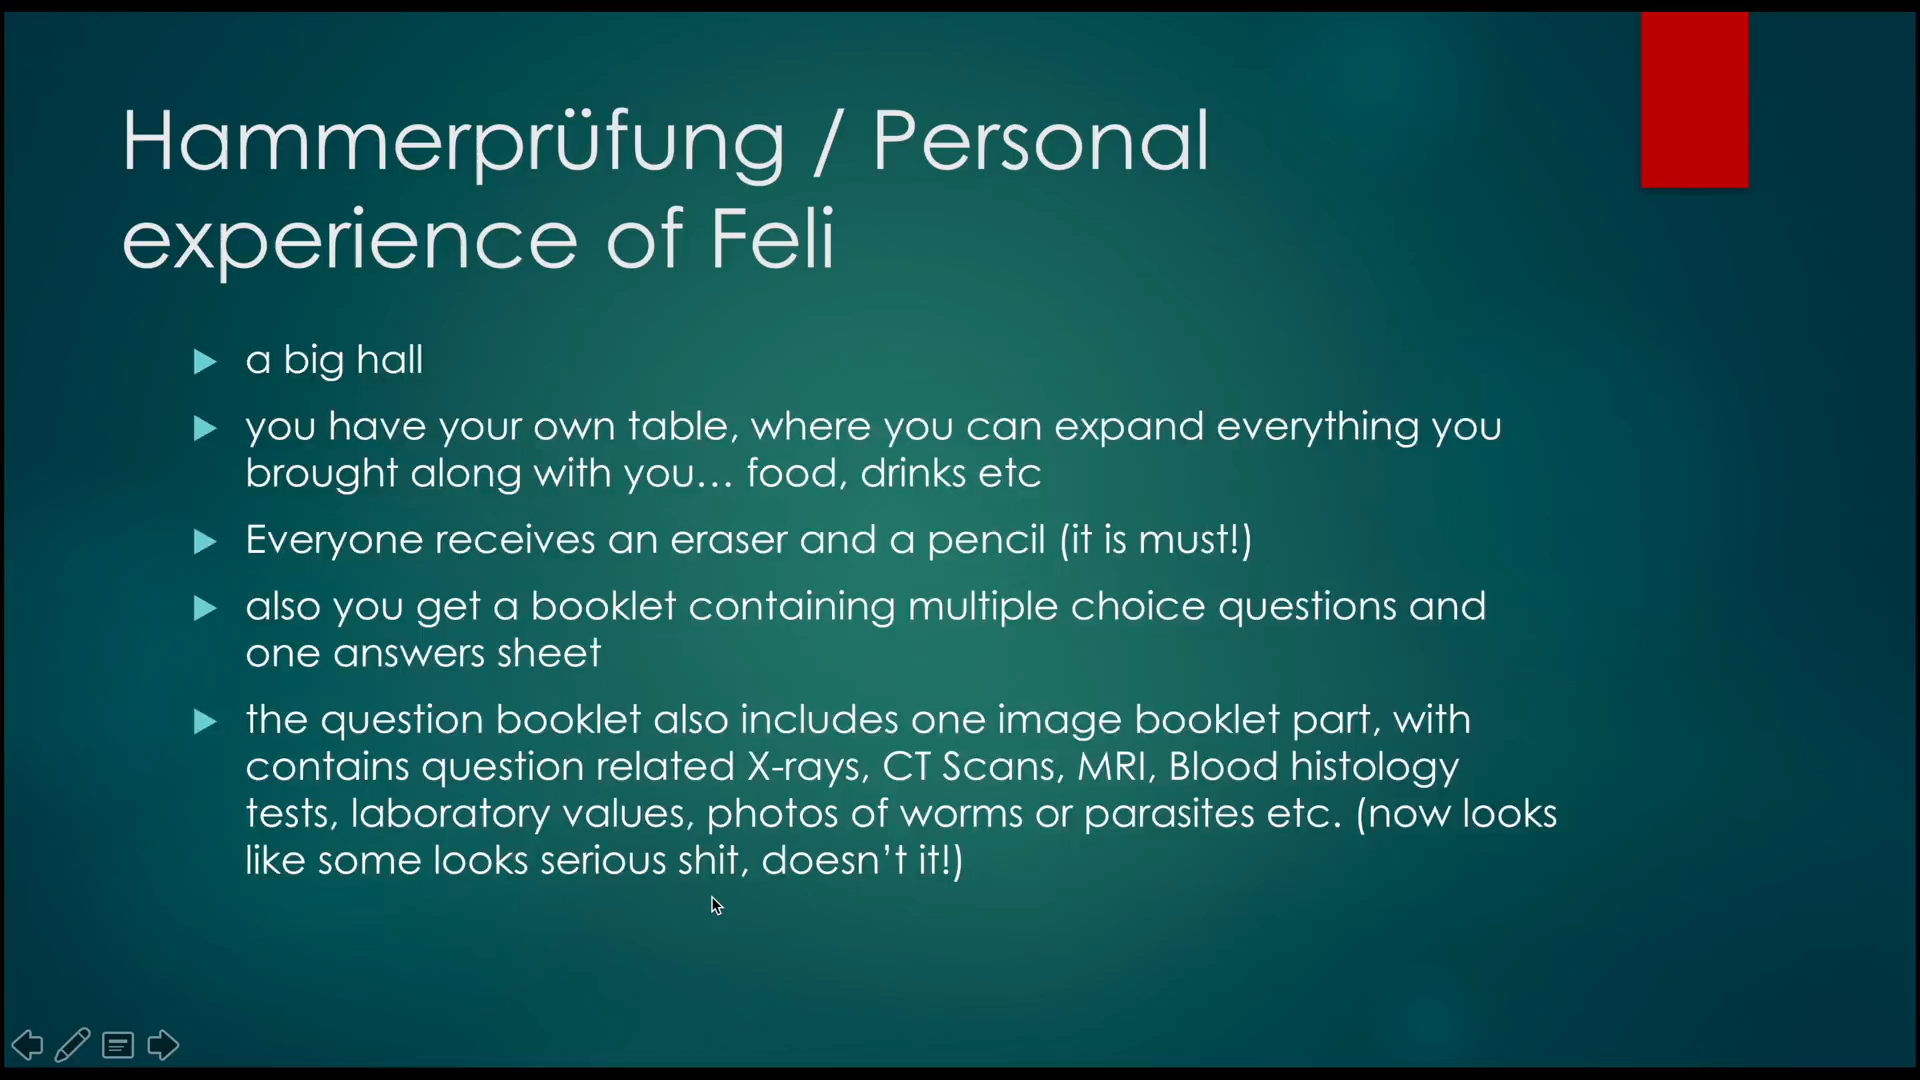 Hammerprüfung / Personal
experience of Feli
a big hall
you have your own table, where you can expand everything you
brought along with you… food, drinks etc
Everyone receives an eraser and a pencil (it is must!)
also you get a booklet containing multiple choice questions and
one answers sheet
the question booklet also includes one image booklet part, with
contains question related X-rays, CT Scans, MRI, Blood histology
tests, laboratory values, photos of worms or parasites etc. (now looks
like some looks serious shit, doesn’t it!)